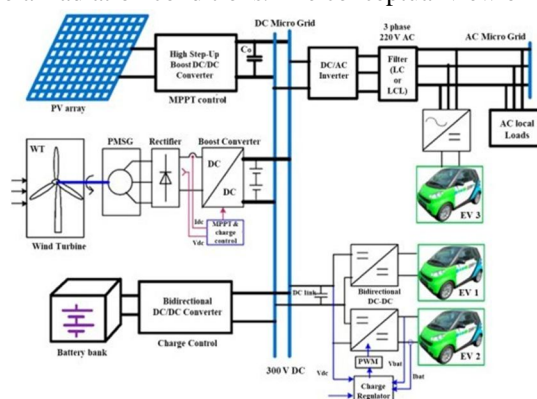 DC Micro Grid
3 phase
220 V AC
AC Micro Grid
High Step-Up
Boost DC/DC
Converter
Co
DC/AC
Inverter
Filter
(LC
or
LCL)
PV array
MPPT control
AC local
Loads
WT
PMSG
Rectifier
Boost Converter
DC
DC
Idc
Vdc
MPPT &
charge
control
Wind Turbine
EV 3
Bidirectional
DC/DC Converter
DC link
Bidirectional
DC-DC
EV 1
Battery bank
Charge Control
300 V DC
PWM
Vbat
Ibat
Vdc
Charge
Regulator
EV 2